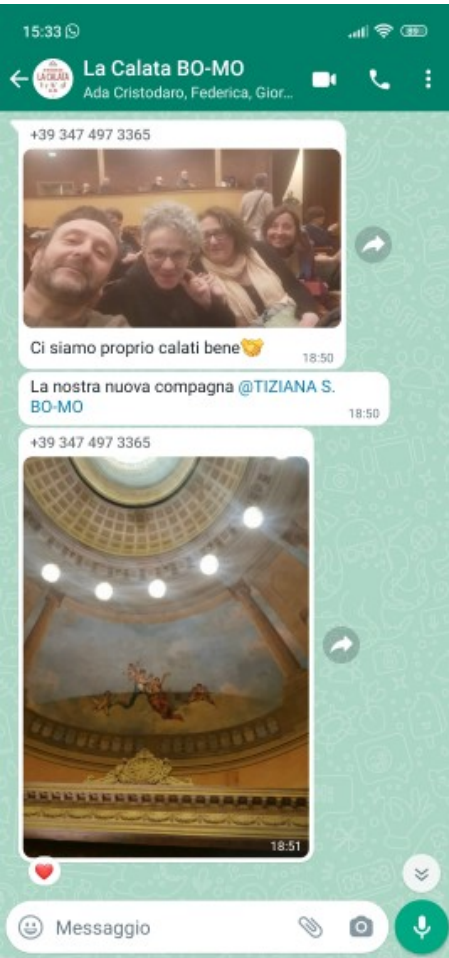 15:33
89
La Calata BO-MO
Ada Cristodaro, Federica, Gior...
+39 347 497 3365
Ci siamo proprio calati bene
18:50
La nostra nuova compagna @TIZIANA S.
BO-MO
18:50
+39 347 497 3365
18:51
Messaggio